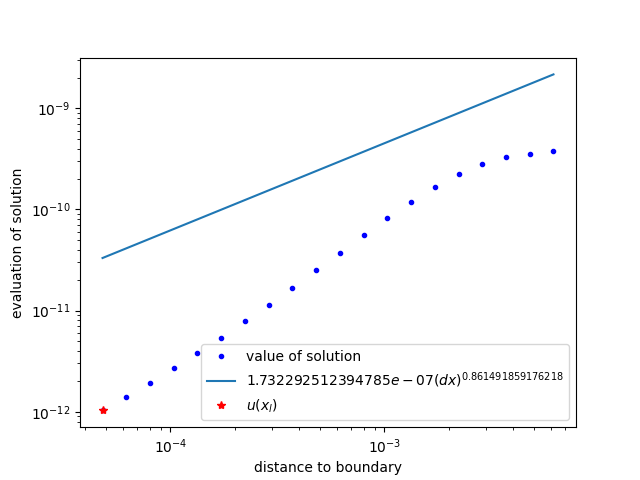 10⁻⁹
10⁻¹⁰
10⁻¹¹
10⁻¹²
evaluation of solution
value of solution
1.732292512394785e − 07(dx)^0.861491859176218
u(x_I)
10⁻⁴
10⁻³
distance to boundary